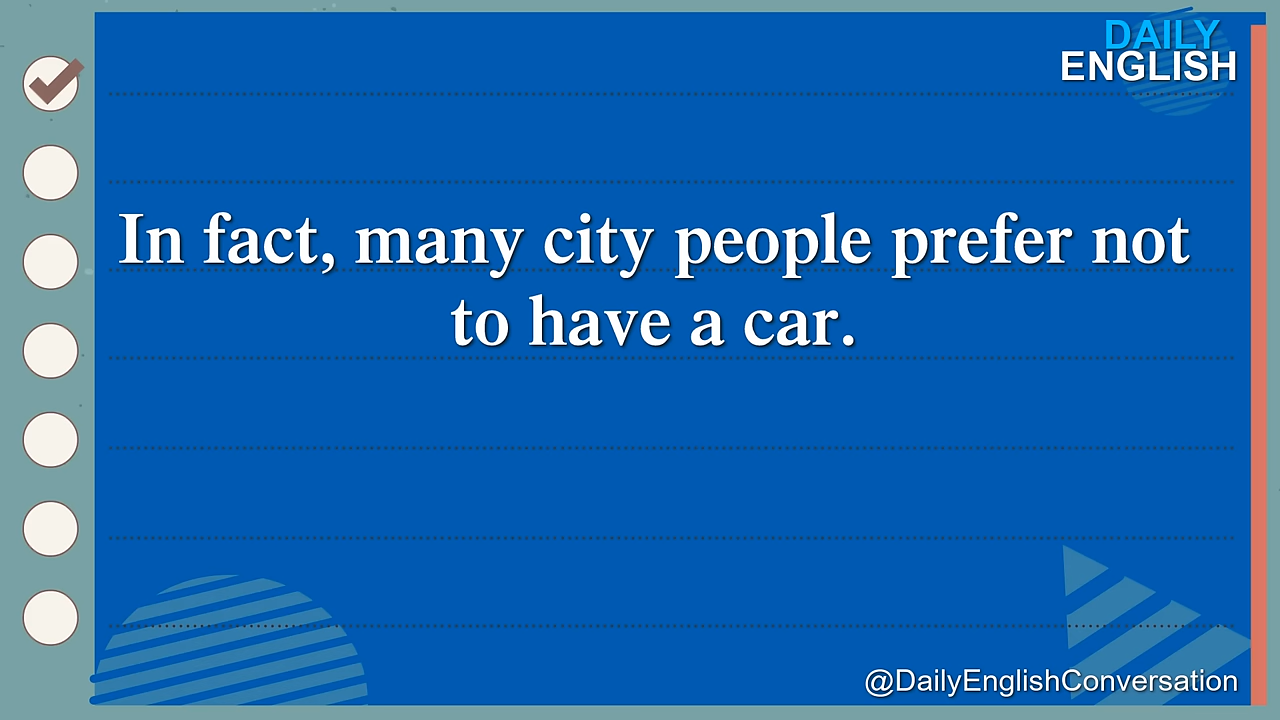 DAILY
ENGLISH
In fact, many city people prefer not
to have a car.
@DailyEnglishConversation